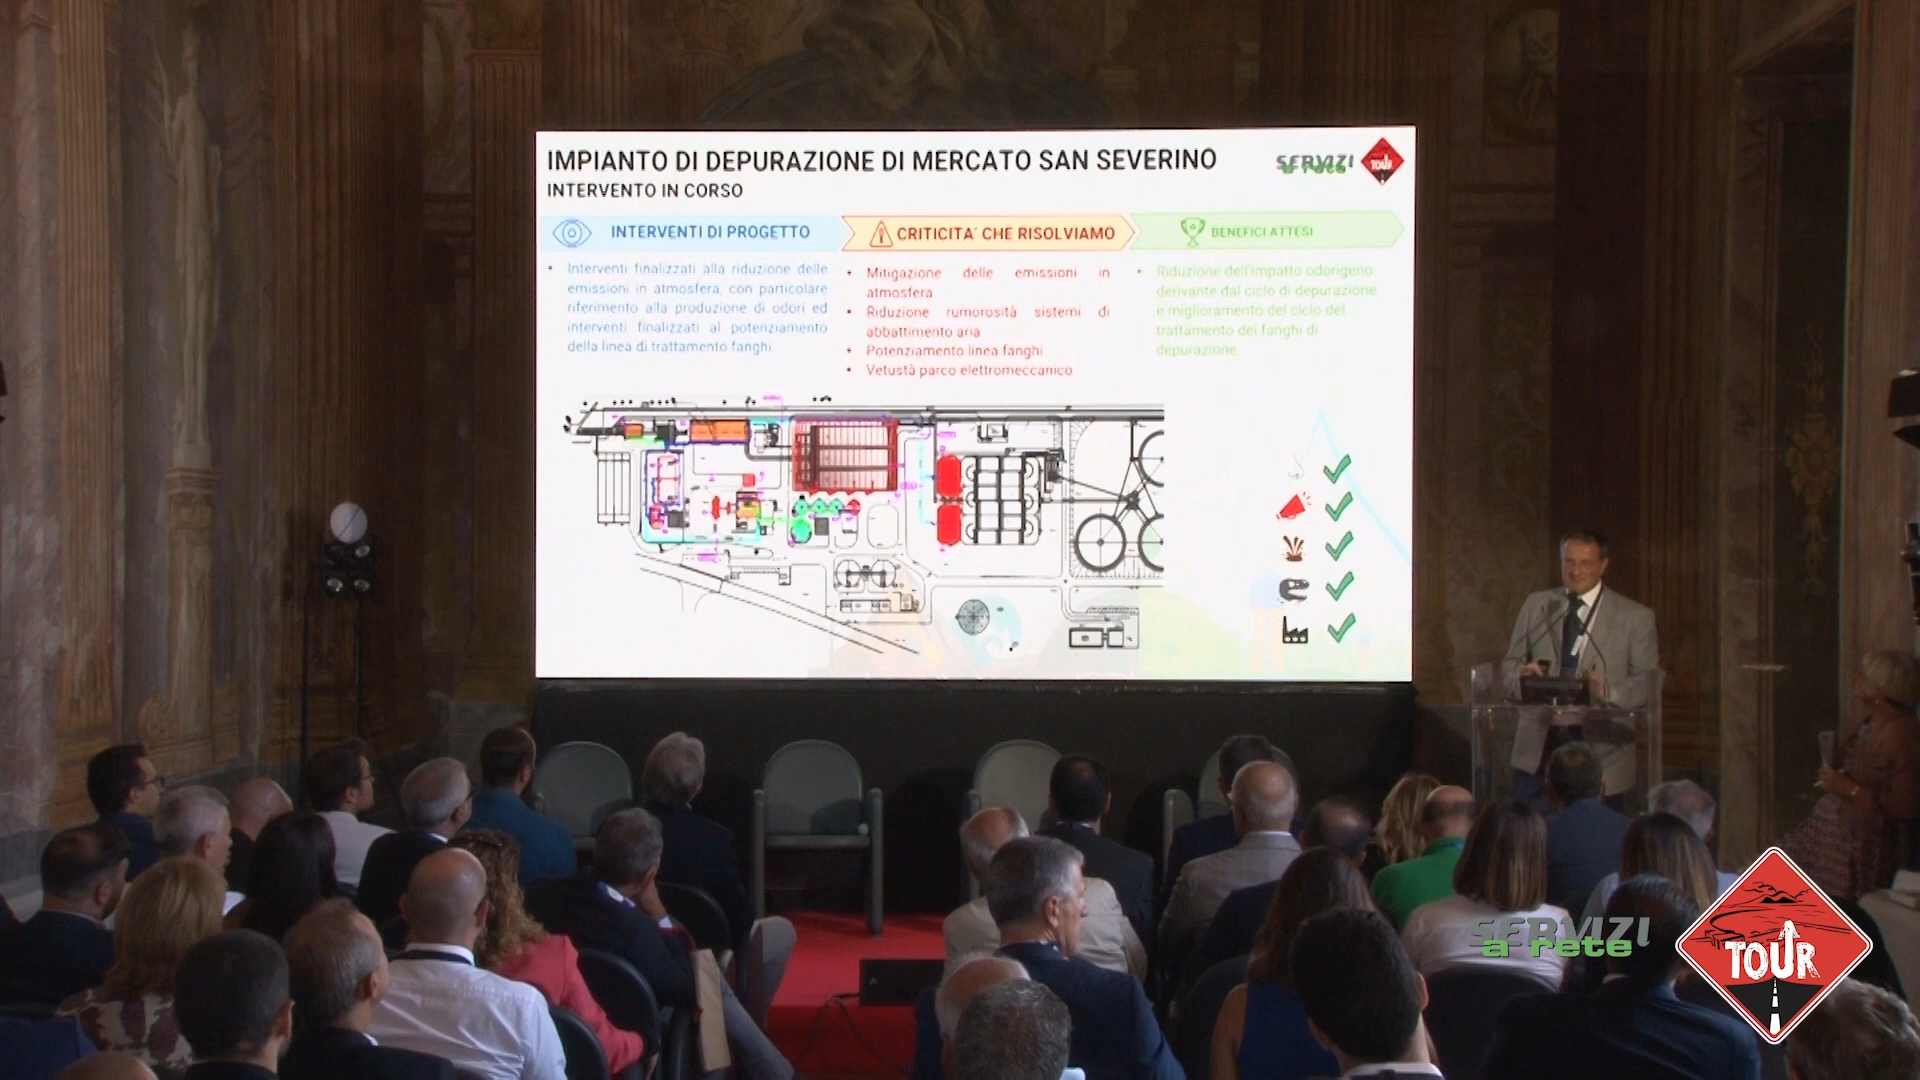 IMPIANTO DI DEPURAZIONE DI MERCATO SAN SEVERINO
INTERVENTO IN CORSO
SERVIZI
a rete
TOUR
INTERVENTI DI PROGETTO
• Interventi finalizzati alla riduzione delle
emissioni in atmosfera, con particolare
riferimento alla produzione di odori ed
interventi finalizzati al potenziamento
della linea di trattamento fanghi
CRITICITA' CHE RISOLVIAMO
• Mitigazione delle emissioni in
atmosfera
• Riduzione rumorosità sistemi di
abbattimento aria
• Potenziamento linea fanghi
• Vetustà parco elettromeccanico
BENEFICI ATTESI
• Riduzione dell'impatto odorigeno
derivante dal ciclo di depurazione
e miglioramento del ciclo del
trattamento dei fanghi di
depurazione
SERVIZI
a rete
TOUR